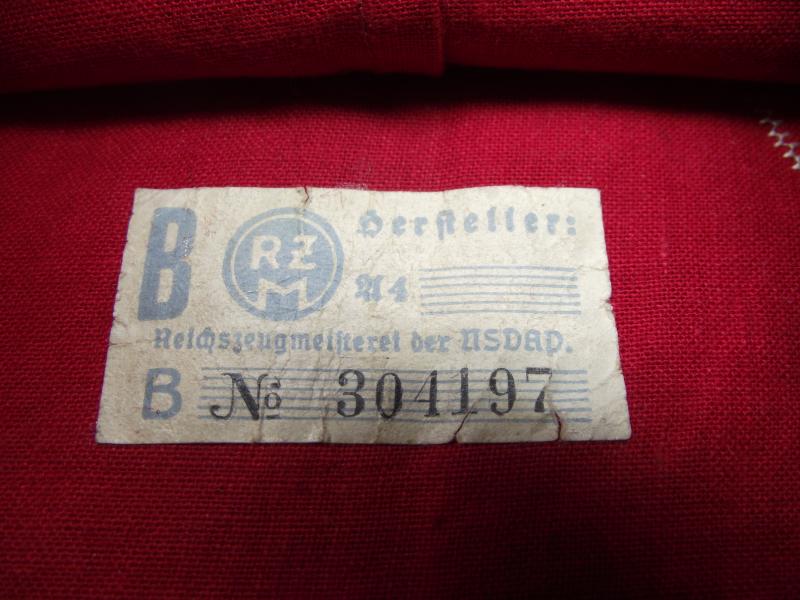 B RZM Hersteller:
A4
Reichszeugmeisterei der NSDAP.
B No 304197